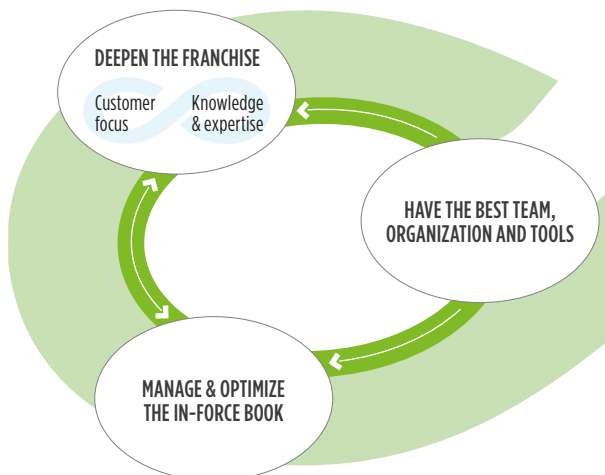 DEEPEN THE FRANCHISE
Customer focus
Knowledge & expertise
HAVE THE BEST TEAM,
ORGANIZATION AND TOOLS
MANAGE & OPTIMIZE
THE IN-FORCE BOOK